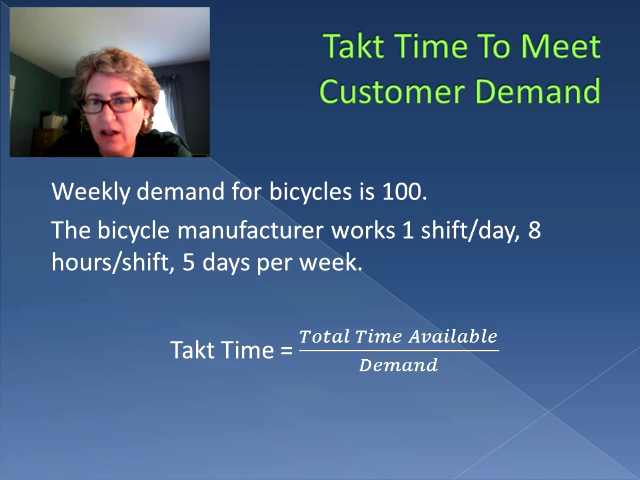 Takt Time To Meet
Customer Demand
Weekly demand for bicycles is 100.
The bicycle manufacturer works 1 shift/day, 8
hours/shift, 5 days per week.
Takt Time = Total Time Available / Demand